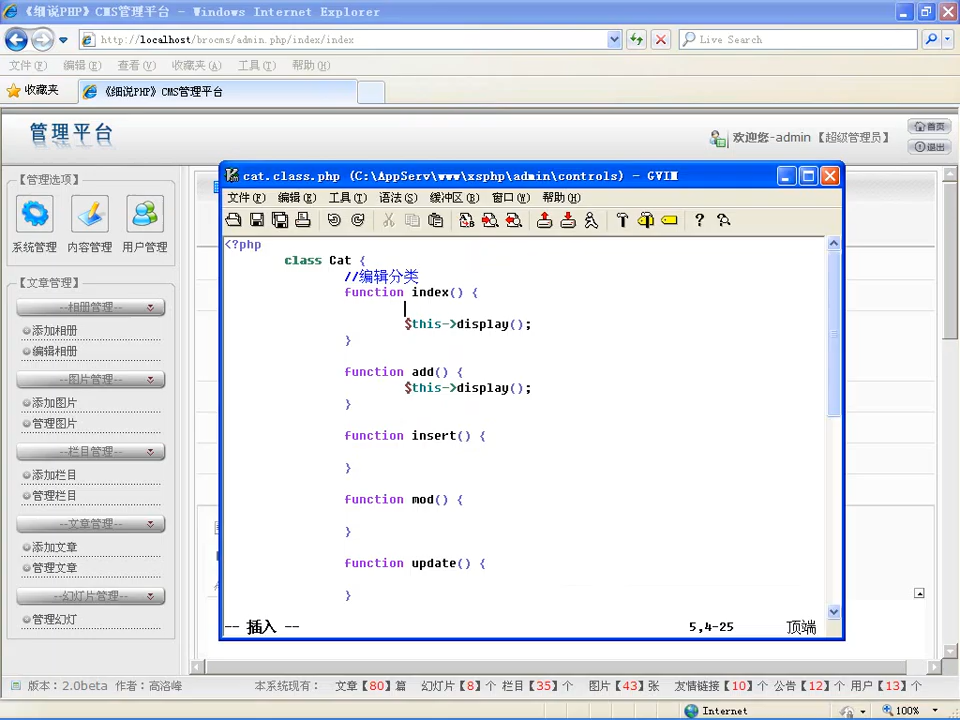 《细说PHP》CMS管理平台 - Windows Internet Explorer
http://localhost/brocms/admin.php/index/index
Live Search
文件(F) 编辑(E) 查看(V) 收藏夹(A) 工具(T) 帮助(H)
收藏夹 《细说PHP》CMS管理平台
管理平台
欢迎您-admin 【超级管理员】
首页
退出
【管理选项】
系统管理 内容管理 用户管理
【文章管理】
--相册管理--
添加相册
编辑相册
--图片管理--
添加图片
管理图片
--栏目管理--
添加栏目
管理栏目
--文章管理--
添加文章
管理文章
--幻灯片管理--
管理幻灯
cat.class.php (C:\AppServ\www\xsphp\admin\controls) - GVIM
文件(F) 编辑(E) 工具(T) 语法(S) 缓冲区(B) 窗口(W) 帮助(H)
<?php
class Cat {
//编辑分类
function index() {
$this->display();
}
function add() {
$this->display();
}
function insert() {
}
function mod() {
}
function update() {
}
-- 插入 --
5,4-25
顶端
版本：2.0beta 作者：高洛峰
本系统现有： 文章【80】篇 幻灯片【8】个 栏目【35】个 图片【43】张 友情链接【10】个 公告【12】个 用户【13】个
Internet
100%